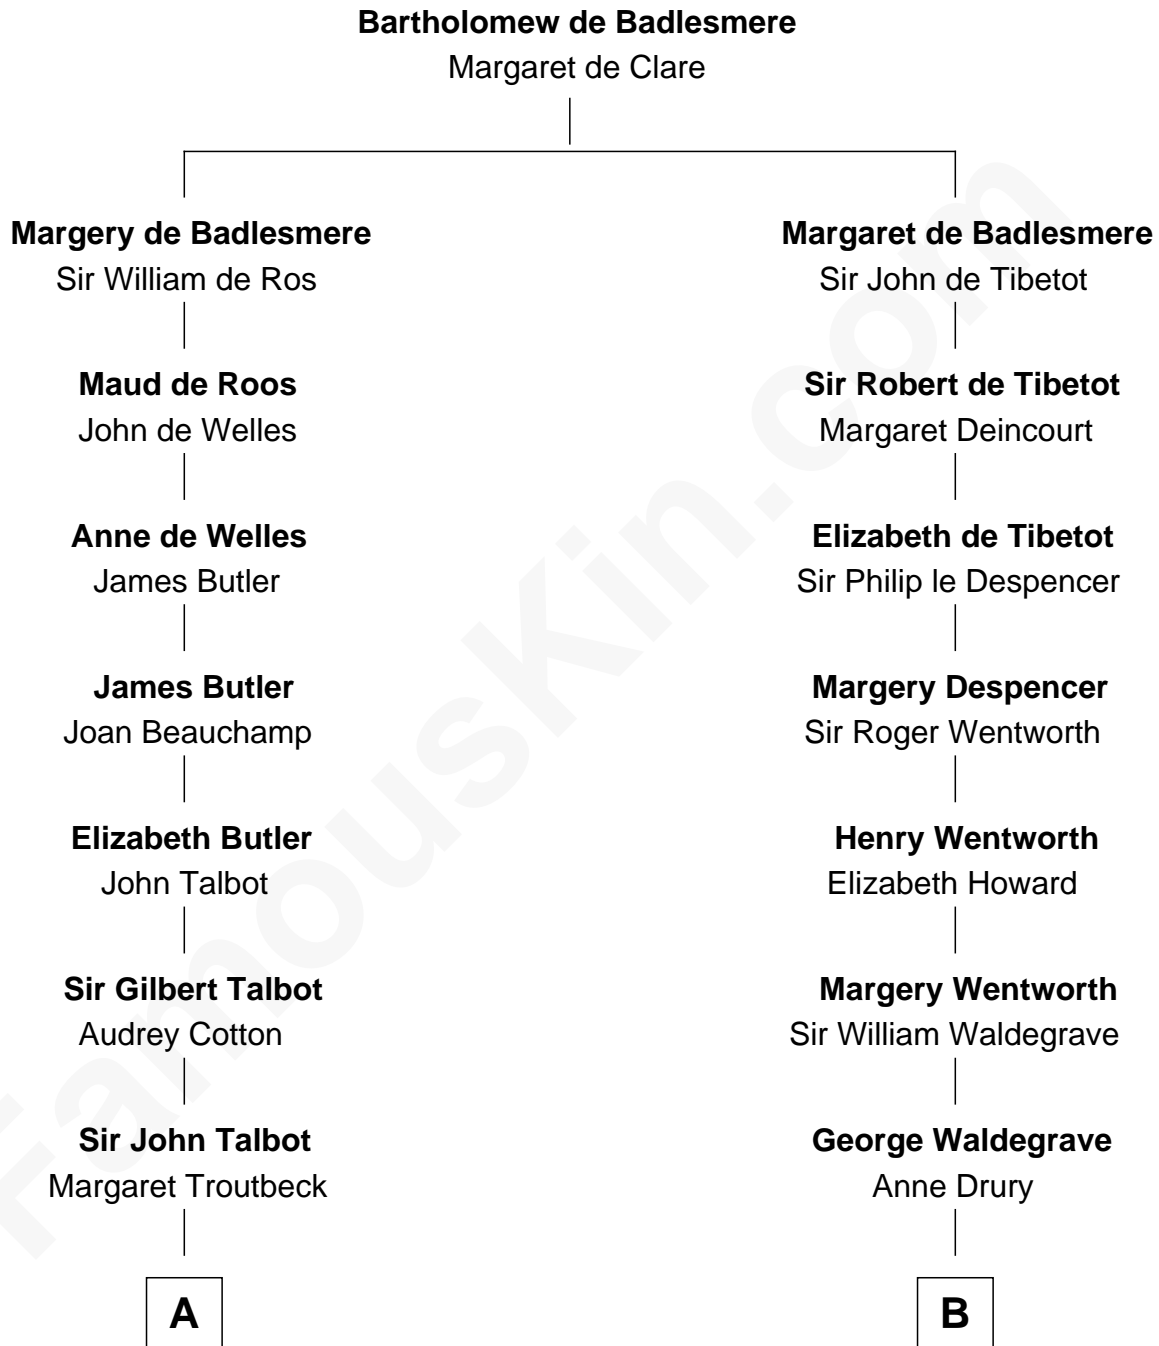 Bartholomew de Badlesmere
Margaret de Clare
Margery de Badlesmere
Sir William de Ros
Margaret de Badlesmere
Sir John de Tibetot
Maud de Roos
John de Welles
Sir Robert de Tibetot
Margaret Deincourt
Anne de Welles
James Butler
Elizabeth de Tibetot
Sir Philip le Despencer
James Butler
Joan Beauchamp
Margery Despencer
Sir Roger Wentworth
Elizabeth Butler
John Talbot
Henry Wentworth
Elizabeth Howard
Sir Gilbert Talbot
Audrey Cotton
Margery Wentworth
Sir William Waldegrave
Sir John Talbot
Margaret Troutbeck
George Waldegrave
Anne Drury
A
B
FamousKin.com